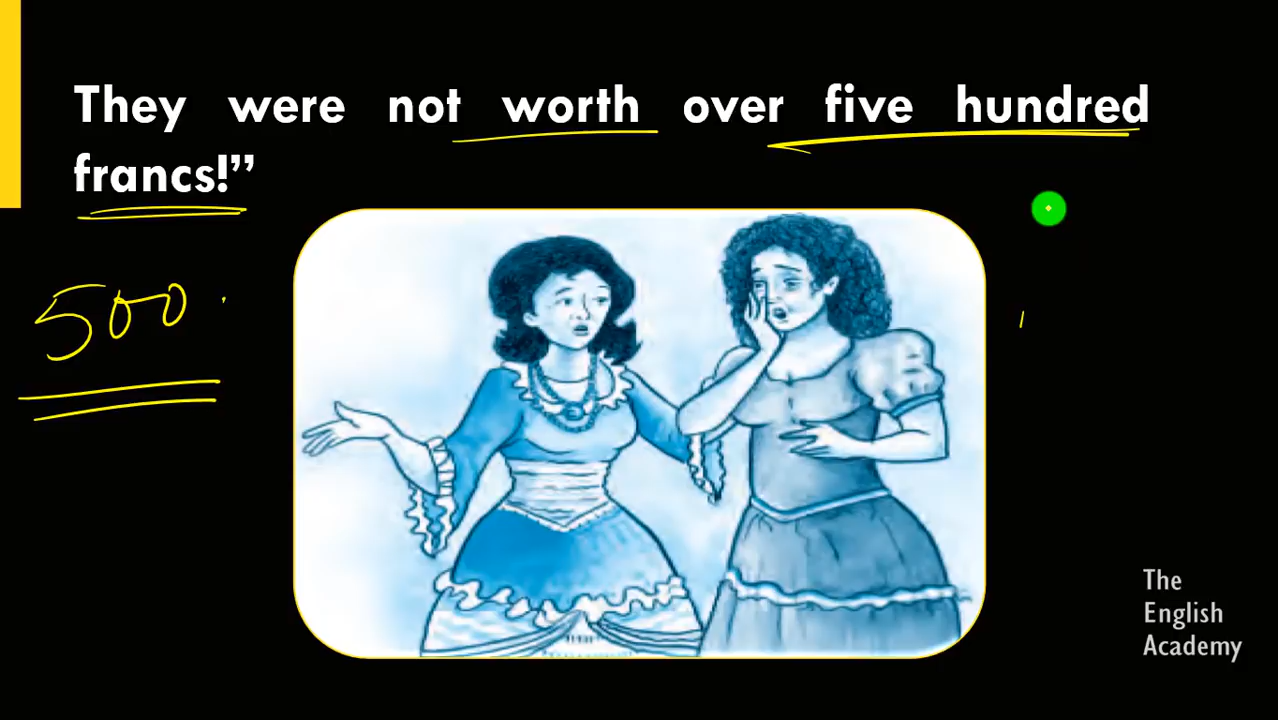 They were not worth over five hundred
francs!”
500
The
English
Academy